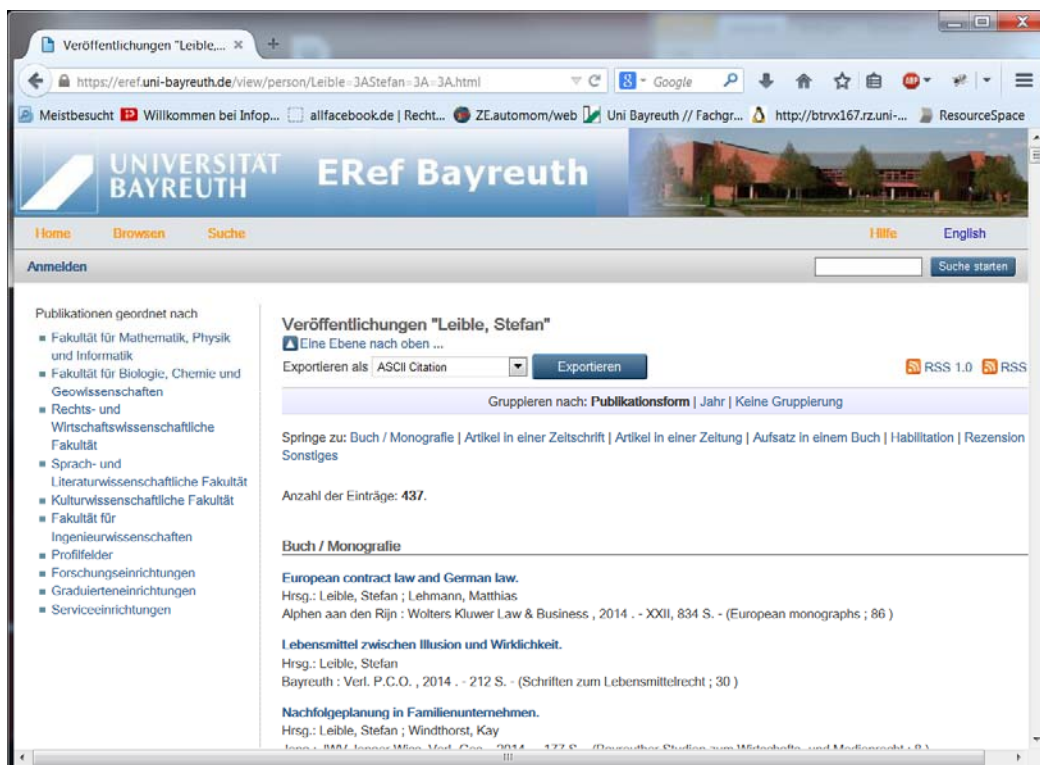 Veröffentlichungen "Leible,...
https://eref.uni-bayreuth.de/view/person/Leible=3AStefan=3A=3A.html
Google
Meistbesucht Willkommen bei Infop... allfacebook.de | Recht... ZE.automom/web Uni Bayreuth // Fachgr... http://btrvx167.rz.uni-... ResourceSpace
UNIVERSITÄT
BAYREUTH
ERef Bayreuth
Home Browsen Suche Hilfe English
Anmelden Suche starten
Publikationen geordnet nach
Fakultät für Mathematik, Physik
und Informatik
Fakultät für Biologie, Chemie und
Geowissenschaften
Rechts- und
Wirtschaftswissenschaftliche
Fakultät
Sprach- und
Literaturwissenschaftliche Fakultät
Kulturwissenschaftliche Fakultät
Fakultät für
Ingenieurwissenschaften
Profilfelder
Forschungseinrichtungen
Graduierteneinrichtungen
Serviceeinrichtungen
Veröffentlichungen "Leible, Stefan"
Eine Ebene nach oben ...
Exportieren als ASCII Citation Exportieren RSS 1.0 RSS
Gruppieren nach: Publikationsform | Jahr | Keine Gruppierung
Springe zu: Buch / Monografie | Artikel in einer Zeitschrift | Artikel in einer Zeitung | Aufsatz in einem Buch | Habilitation | Rezension
Sonstiges
Anzahl der Einträge: 437.
Buch / Monografie
European contract law and German law.
Hrsg.: Leible, Stefan ; Lehmann, Matthias
Alphen aan den Rijn : Wolters Kluwer Law & Business , 2014 . - XXII, 834 S. - (European monographs ; 86 )
Lebensmittel zwischen Illusion und Wirklichkeit.
Hrsg.: Leible, Stefan
Bayreuth : Verl. P.C.O. , 2014 . - 212 S. - (Schriften zum Lebensmittelrecht ; 30 )
Nachfolgeplanung in Familienunternehmen.
Hrsg.: Leible, Stefan ; Windthorst, Kay